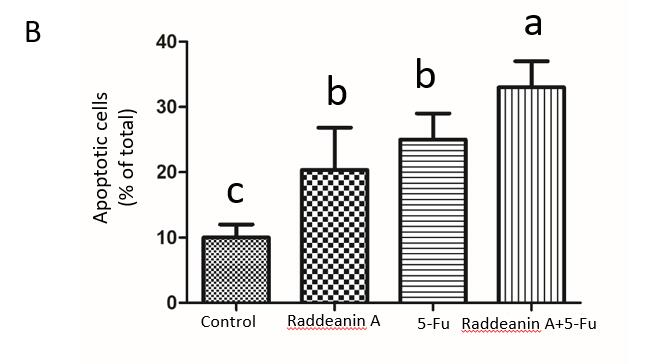 B
Apoptotic cells
(% of total)
40
30
20
10
0
c
b
b
a
Control
Raddeanin A
5-Fu
Raddeanin A+5-Fu